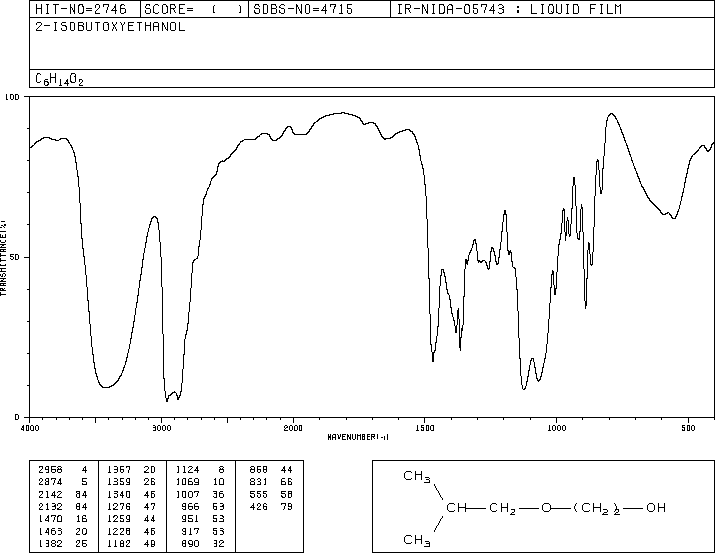 HIT-NO=2746 SCORE= ( ) SDBS-NO=4715 IR-NIDA-05743 : LIQUID FILM
2-ISOBUTOXYETHANOL
C6H14O2
100
50
0
TRANSMITTANCE(%)
4000 3000 2000 1500 1000 500
WAVENUMBER(-1)
2958 4 1367 20 1124 8 868 44
2874 5 1359 26 1069 10 831 66
2142 84 1340 46 1007 36 555 58
2132 84 1276 47 966 53 426 79
1470 16 1259 44 951 53
1463 20 1228 46 917 53
1382 25 1182 49 890 32
CH3
CH—CH2—O—(CH2)2—OH
CH3